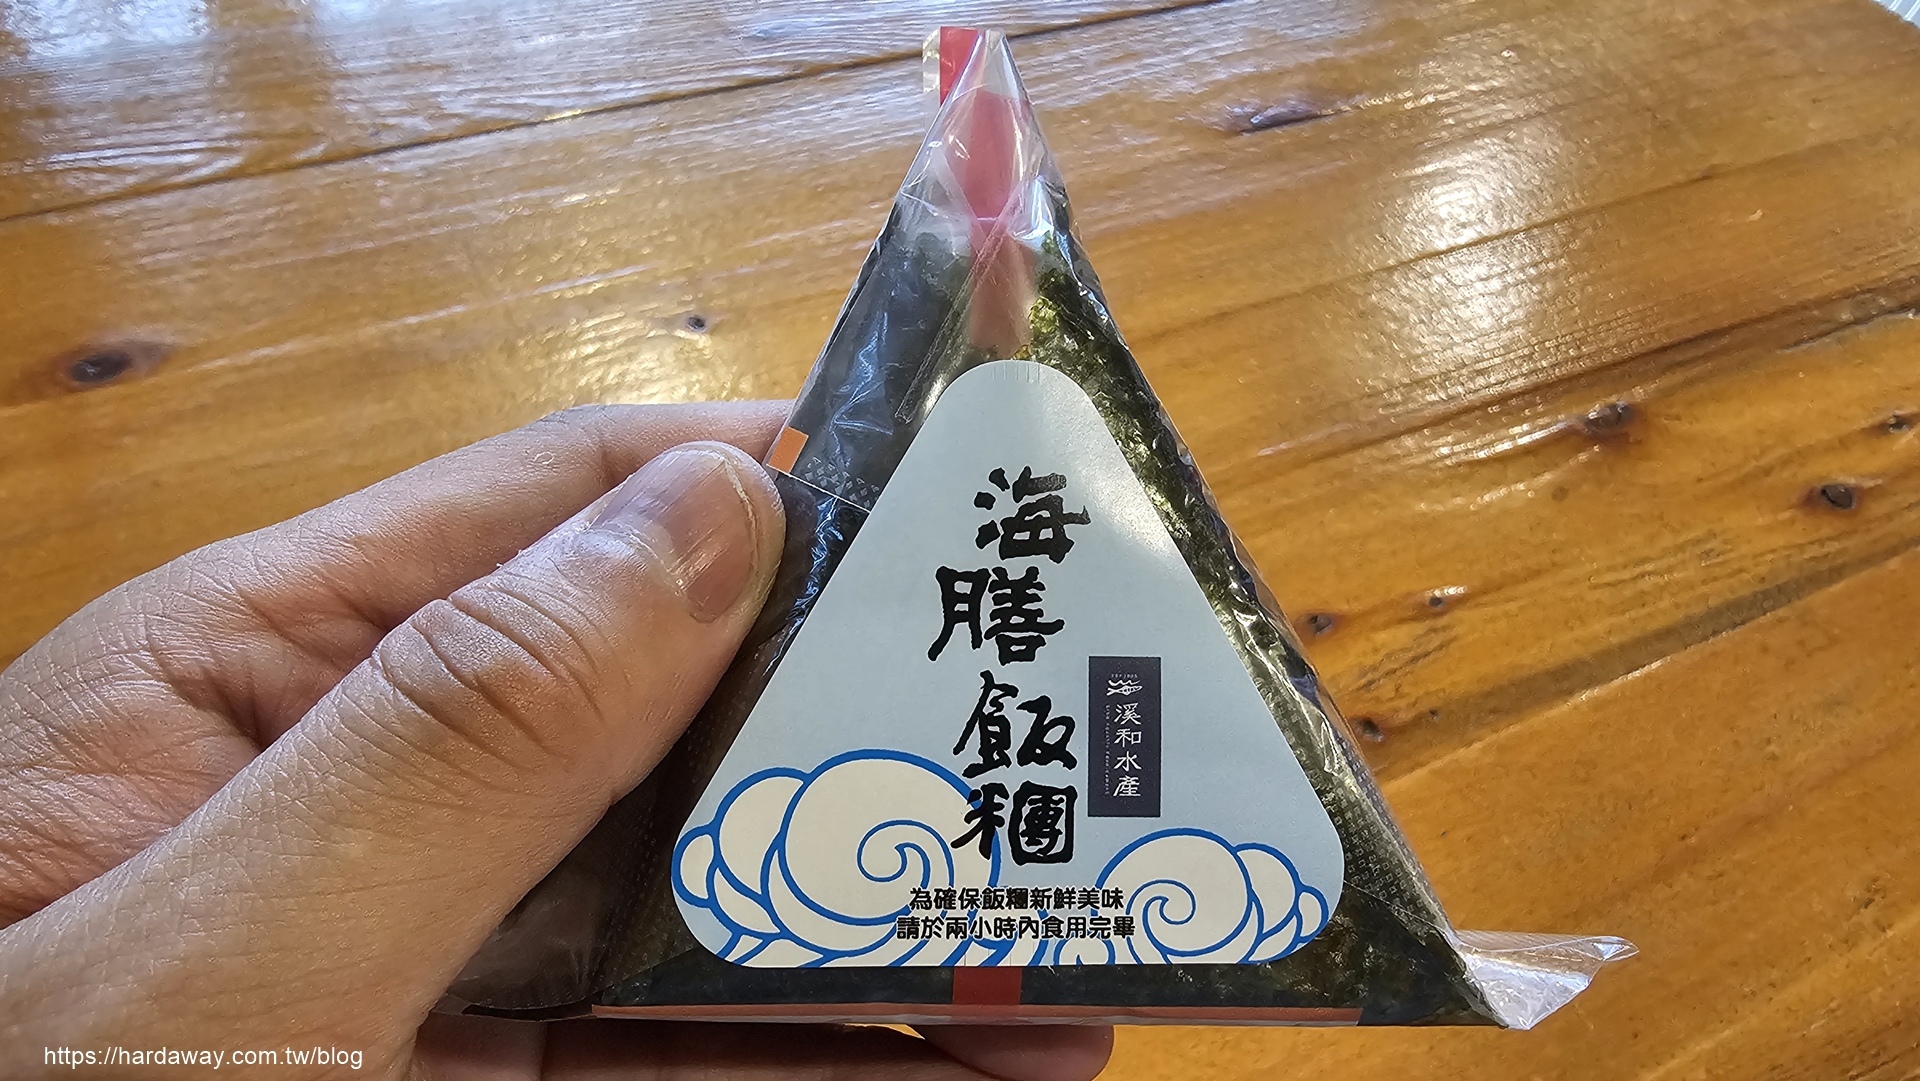 海膳飯糰
溪和水產
為確保飯糰新鮮美味
請於兩小時內食用完畢
https://hardaway.com.tw/blog